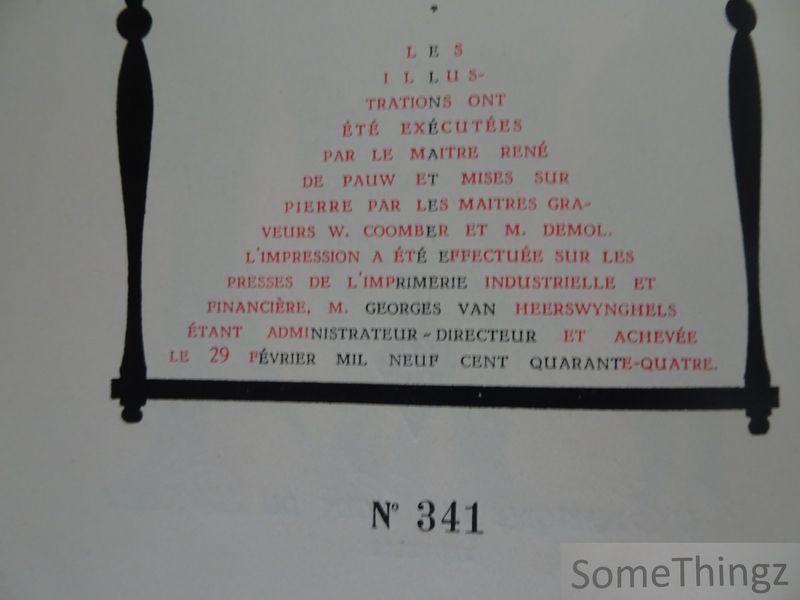 LES
ILLUS-
TRATIONS ONT
ÉTÉ EXÉCUTÉES
PAR LE MAITRE RENÉ
DE PAUW ET MISES SUR
PIERRE PAR LES MAITRES GRA-
VEURS W. COOMBER ET M. DEMOL.
L'IMPRESSION A ÉTÉ EFFECTUÉE SUR LES
PRESSES DE L'IMPRIMERIE INDUSTRIELLE ET
FINANCIÈRE, M. GEORGES VAN HEERSWYNGHELS
ÉTANT ADMINISTRATEUR-DIRECTEUR ET ACHEVÉE
LE 29 FÉVRIER MIL NEUF CENT QUARANTE-QUATRE.
N° 341
SomeThingz